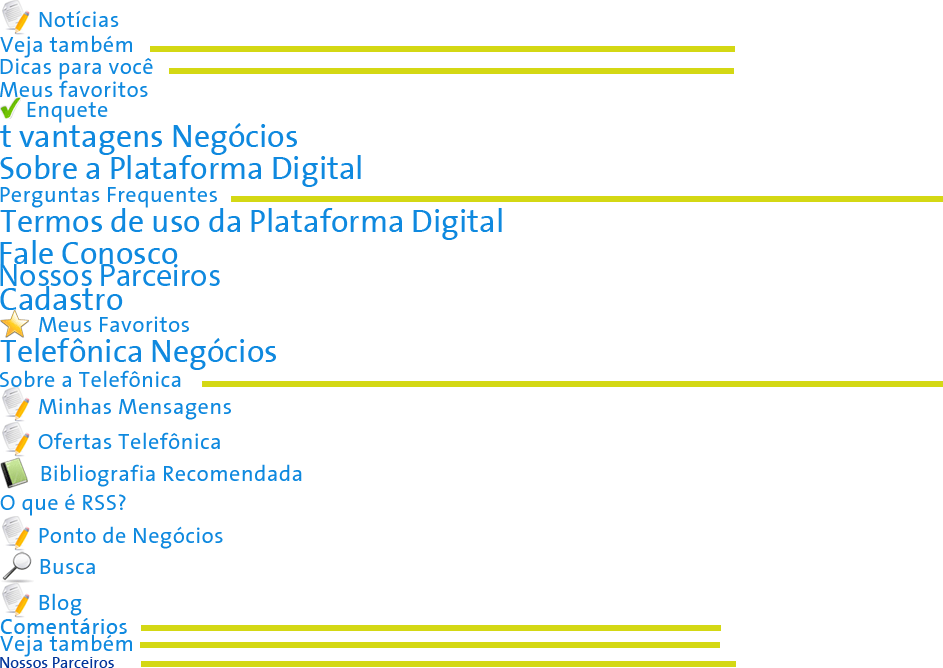 Notícias
Veja também
Dicas para você
Meus favoritos
Enquete
t vantagens Negócios
Sobre a Plataforma Digital
Perguntas Frequentes
Termos de uso da Plataforma Digital
Fale Conosco
Nossos Parceiros
Cadastro
Meus Favoritos
Telefônica Negócios
Sobre a Telefônica
Minhas Mensagens
Ofertas Telefônica
Bibliografia Recomendada
O que é RSS?
Ponto de Negócios
Busca
Blog
Comentários
Veja também
Nossos Parceiros